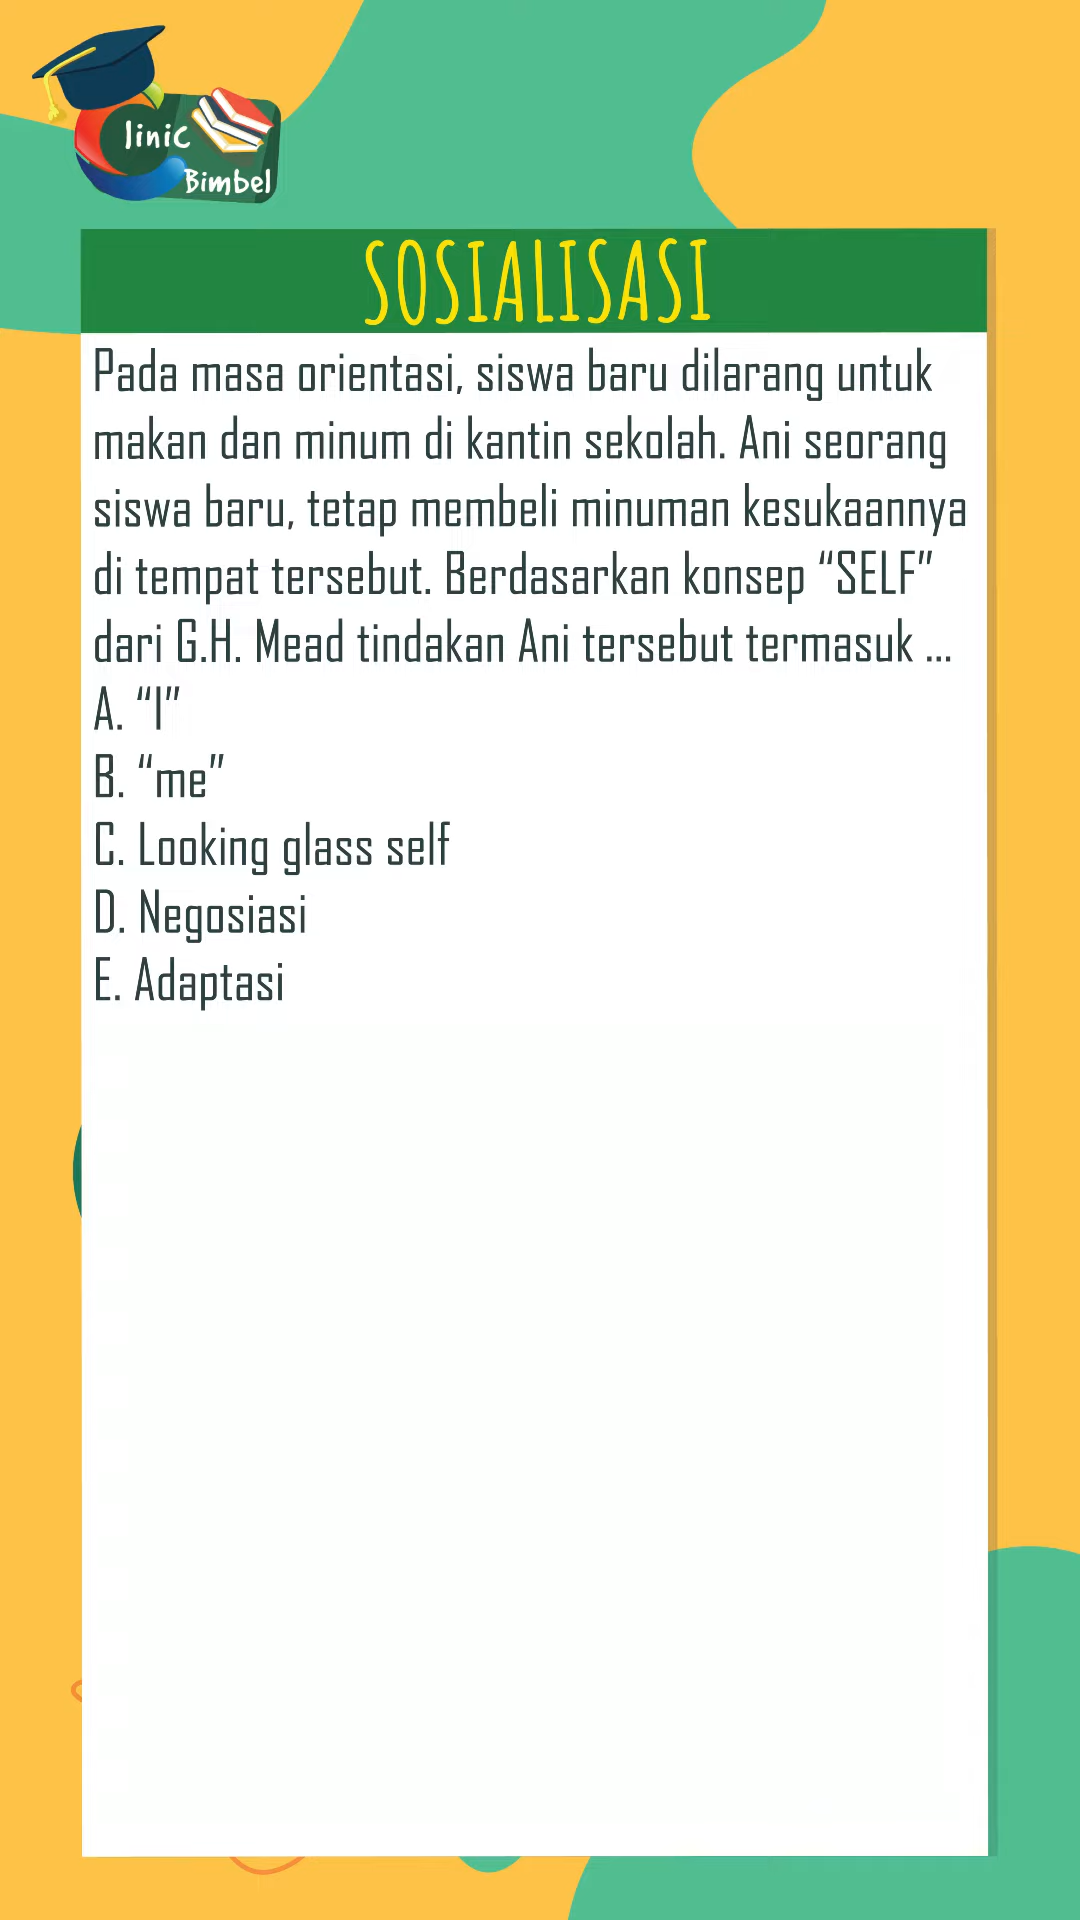 linic
Bimbel
SOSIALISASI
Pada masa orientasi, siswa baru dilarang untuk
makan dan minum di kantin sekolah. Ani seorang
siswa baru, tetap membeli minuman kesukaannya
di tempat tersebut. Berdasarkan konsep “SELF”
dari G.H. Mead tindakan Ani tersebut termasuk ...
A. “I”
B. “me”
C. Looking glass self
D. Negosiasi
E. Adaptasi